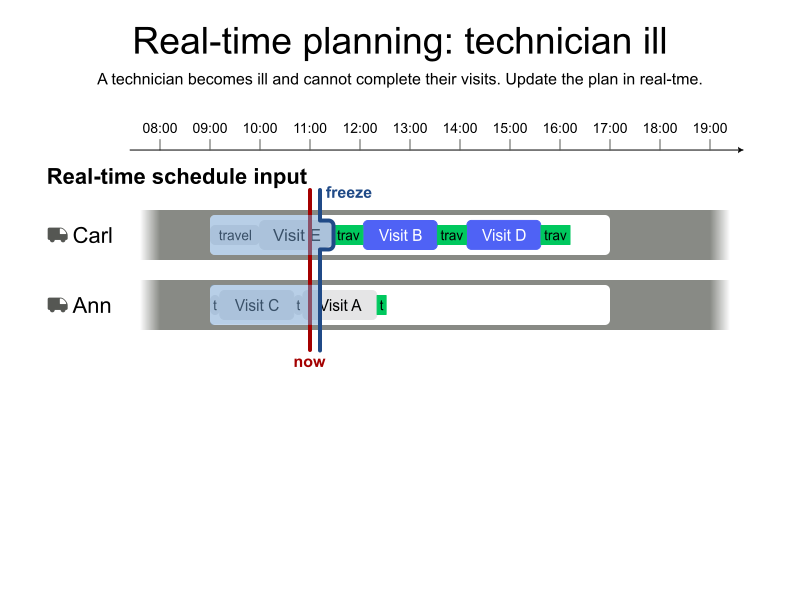 Real-time planning: technician ill
A technician becomes ill and cannot complete their visits. Update the plan in real-tme.
08:00 09:00 10:00 11:00 12:00 13:00 14:00 15:00 16:00 17:00 18:00 19:00
Real-time schedule input
freeze
Carl travel Visit E trav Visit B trav Visit D trav
Ann t Visit C t Visit A t
now